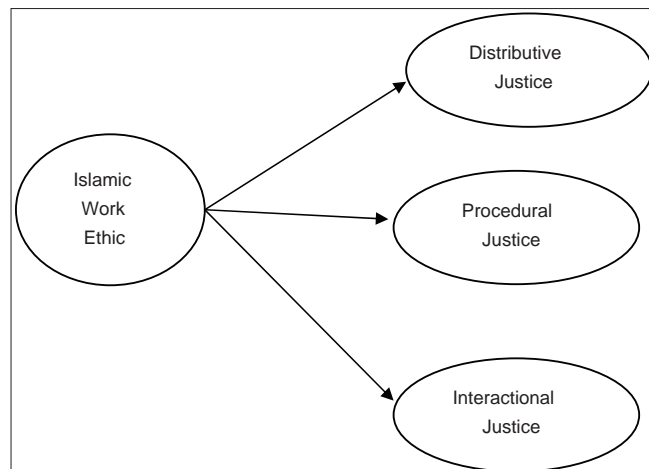 Distributive
Justice
Islamic
Work
Ethic
Procedural
Justice
Interactional
Justice